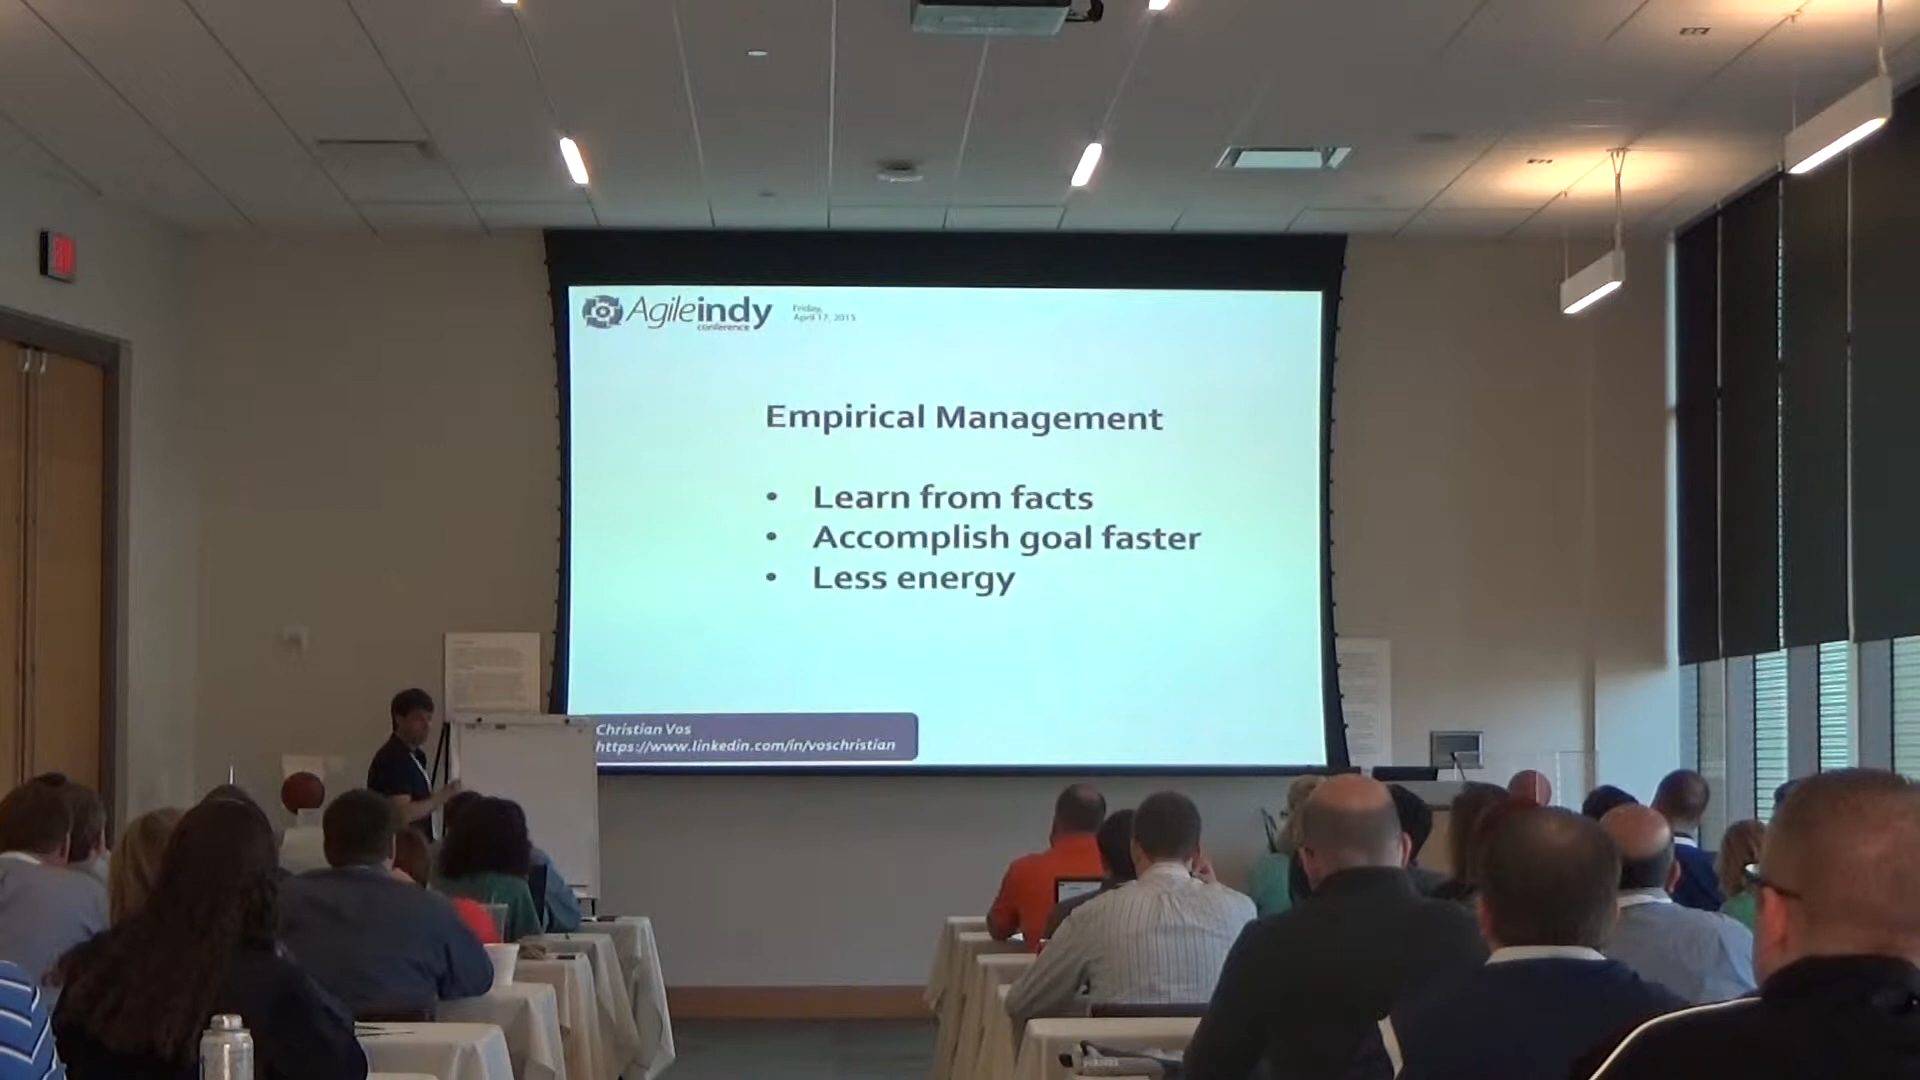 Agileindy
conference
Friday,
April 17, 2015
Empirical Management
• Learn from facts
• Accomplish goal faster
• Less energy
Christian Vos
https://www.linkedin.com/in/voschristian